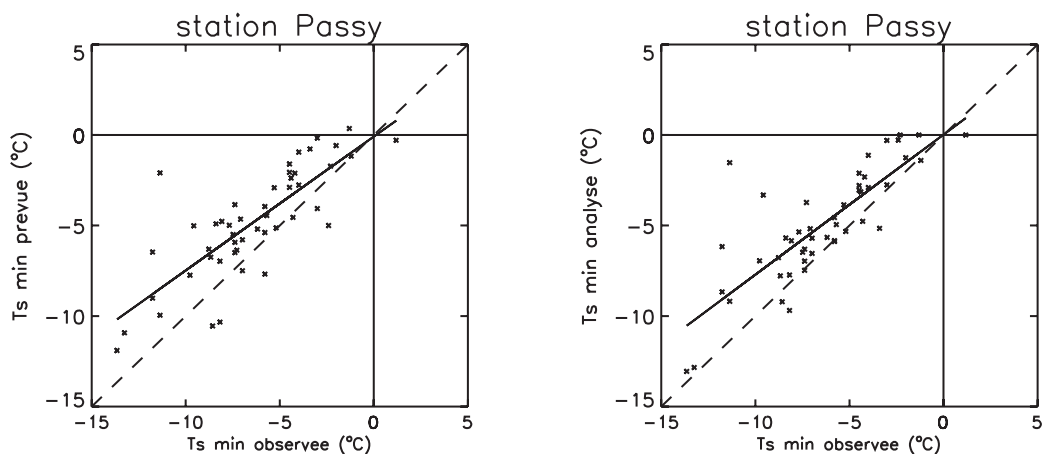 station Passy
5
0
−5
−10
−15
Ts min prevue (°C)
−15 −10 −5 0 5
Ts min observee (°C)
station Passy
5
0
−5
−10
−15
Ts min analyse (°C)
−15 −10 −5 0 5
Ts min observee (°C)